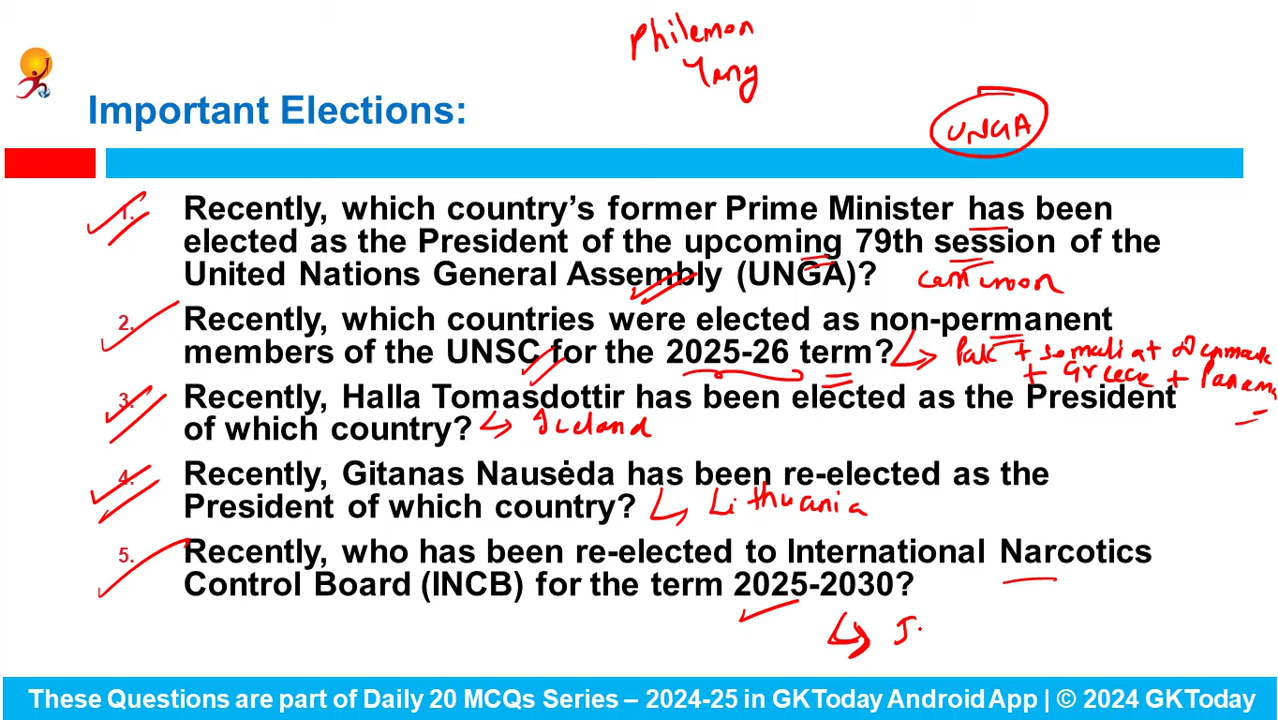 Philemon
Yang
Important Elections:
UNGA
1. Recently, which country's former Prime Minister has been
elected as the President of the upcoming 79th session of the
United Nations General Assembly (UNGA)?
Cameroon
2. Recently, which countries were elected as non-permanent
members of the UNSC for the 2025-26 term?
Pak + Somalia + Denmark
+ Greece + Panama
3. Recently, Halla Tomasdottir has been elected as the President
of which country?
Iceland
4. Recently, Gitanas Nausėda has been re-elected as the
President of which country?
Lithuania
5. Recently, who has been re-elected to International Narcotics
Control Board (INCB) for the term 2025-2030?
J
These Questions are part of Daily 20 MCQs Series – 2024-25 in GKToday Android App | © 2024 GKToday